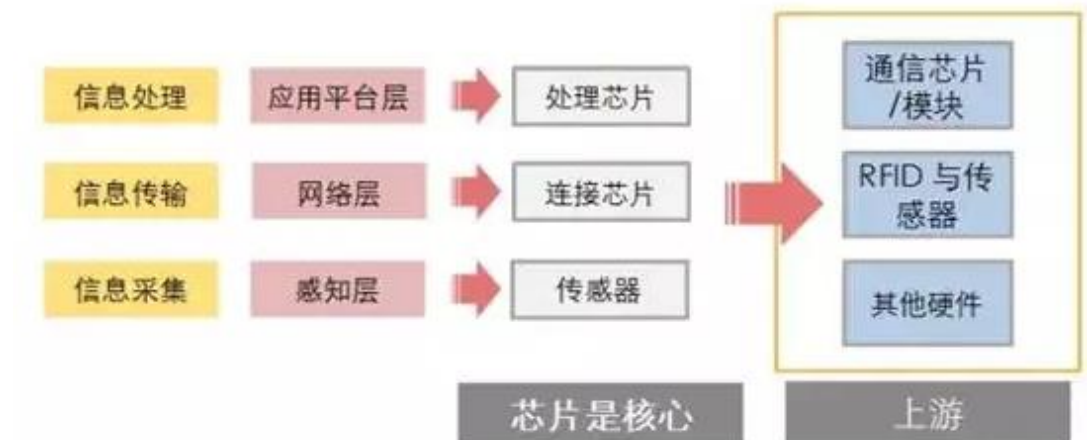 信息处理
应用平台层
处理芯片
通信芯片
/模块
信息传输
网络层
连接芯片
RFID 与传
感器
信息采集
感知层
传感器
其他硬件
芯片是核心
上游